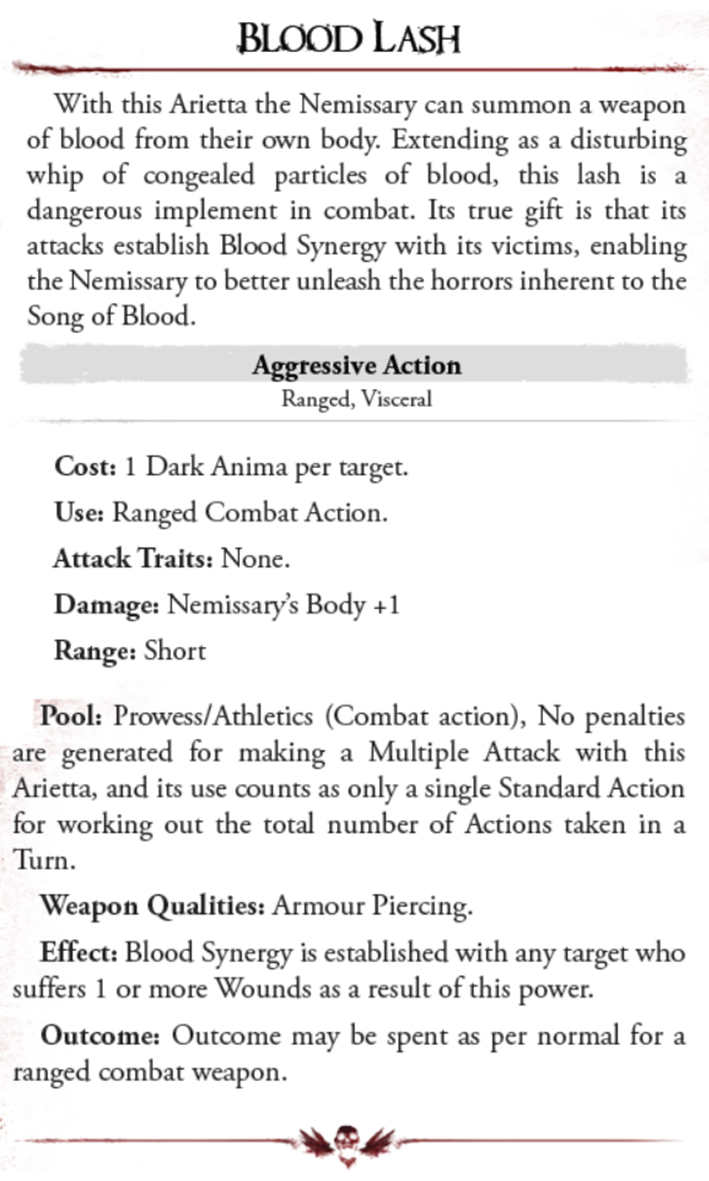 BLOOD LASH
With this Arietta the Nemissary can summon a weapon
of blood from their own body. Extending as a disturbing
whip of congealed particles of blood, this lash is a
dangerous implement in combat. Its true gift is that its
attacks establish Blood Synergy with its victims, enabling
the Nemissary to better unleash the horrors inherent to the
Song of Blood.
Aggressive Action
Ranged, Visceral
Cost: 1 Dark Anima per target.
Use: Ranged Combat Action.
Attack Traits: None.
Damage: Nemissary's Body +1
Range: Short
Pool: Prowess/Athletics (Combat action), No penalties
are generated for making a Multiple Attack with this
Arietta, and its use counts as only a single Standard Action
for working out the total number of Actions taken in a
Turn.
Weapon Qualities: Armour Piercing.
Effect: Blood Synergy is established with any target who
suffers 1 or more Wounds as a result of this power.
Outcome: Outcome may be spent as per normal for a
ranged combat weapon.